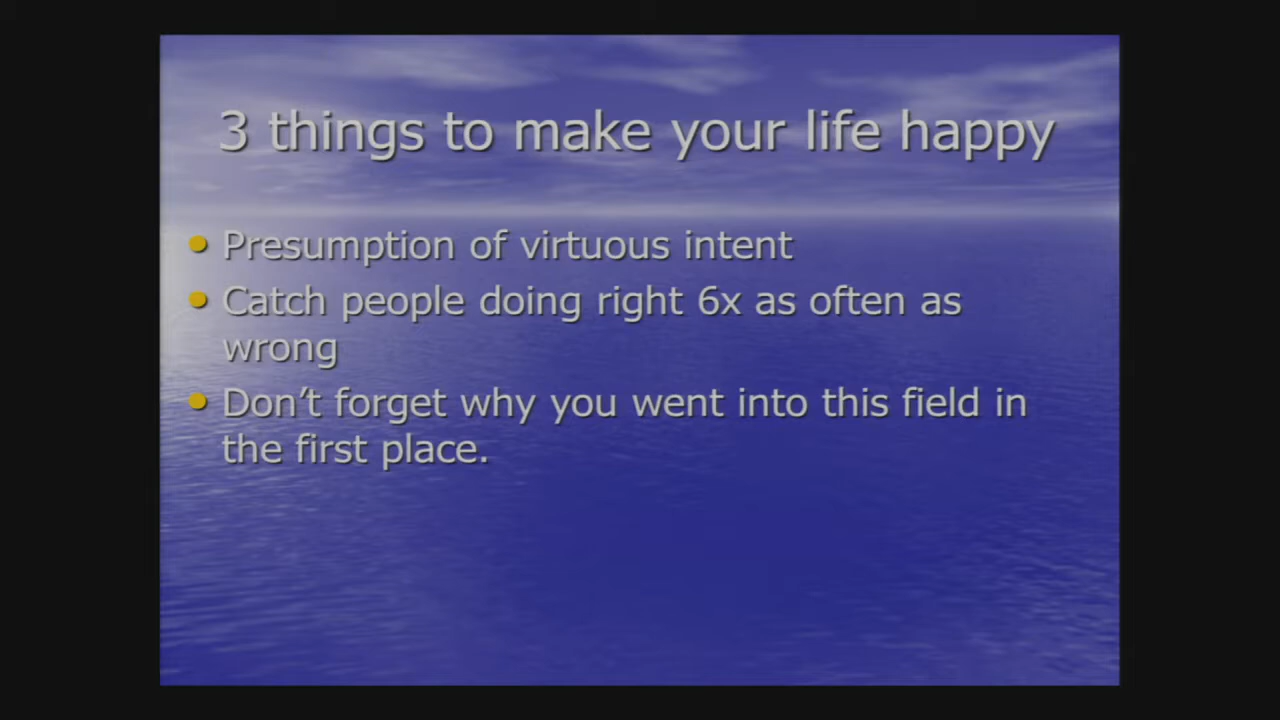 3 things to make your life happy
Presumption of virtuous intent
Catch people doing right 6x as often as
wrong
Don't forget why you went into this field in
the first place.